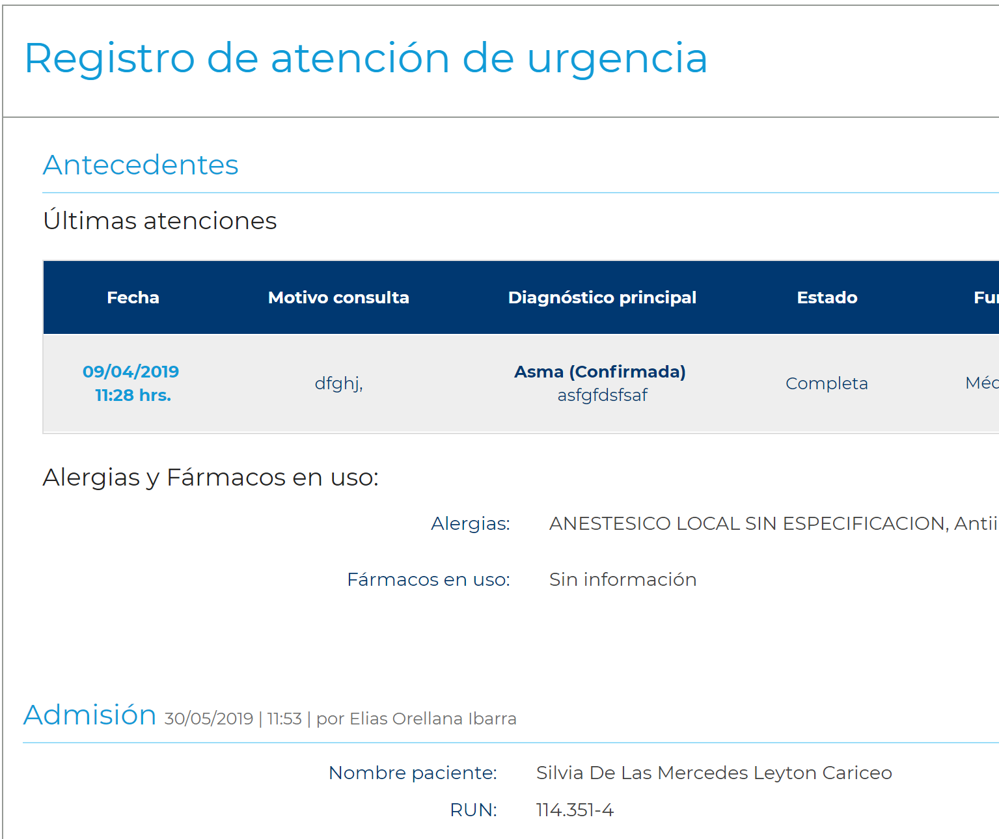 Registro de atención de urgencia
Antecedentes
Últimas atenciones
Fecha Motivo consulta Diagnóstico principal Estado
09/04/2019 11:28 hrs. dfghj, Asma (Confirmada) asfgfdsfsaf Completa
Alergias y Fármacos en uso:
Alergias: ANESTESICO LOCAL SIN ESPECIFICACION,
Fármacos en uso: Sin información
Admisión 30/05/2019 | 11:53 | por Elias Orellana Ibarra
Nombre paciente: Silvia De Las Mercedes Leyton Cariceo
RUN: 114.351-4